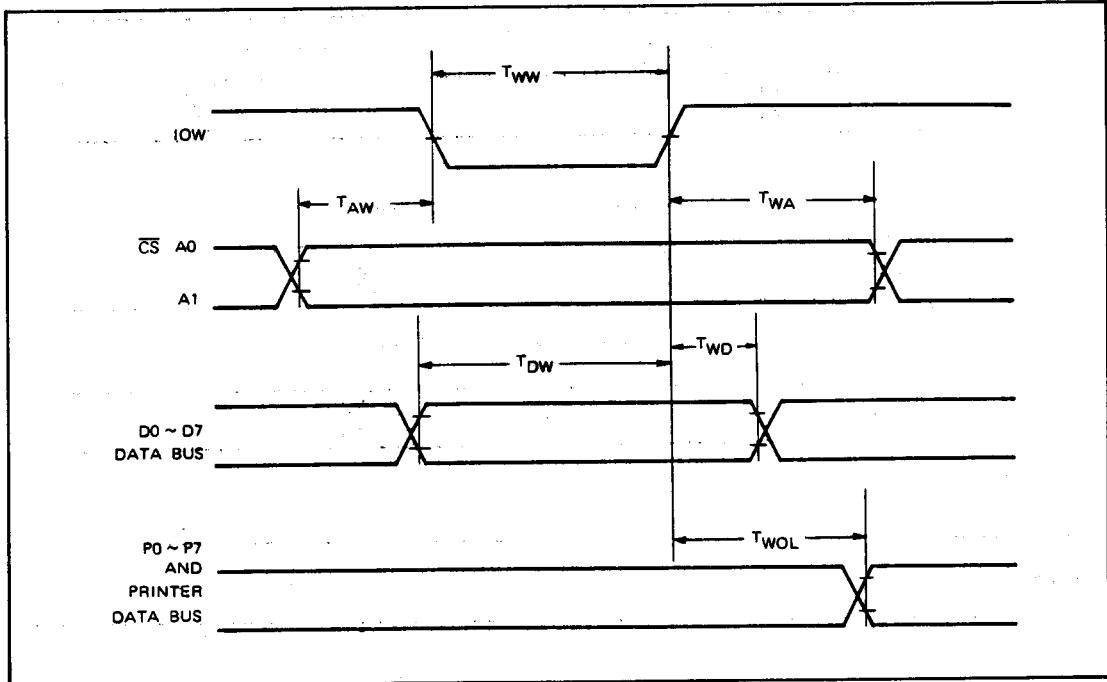 TWW
IOW
TAW
TWA
CS A0
A1
TDW
TWD
D0 ~ D7
DATA BUS
TWOL
P0 ~ P7
AND
PRINTER
DATA BUS